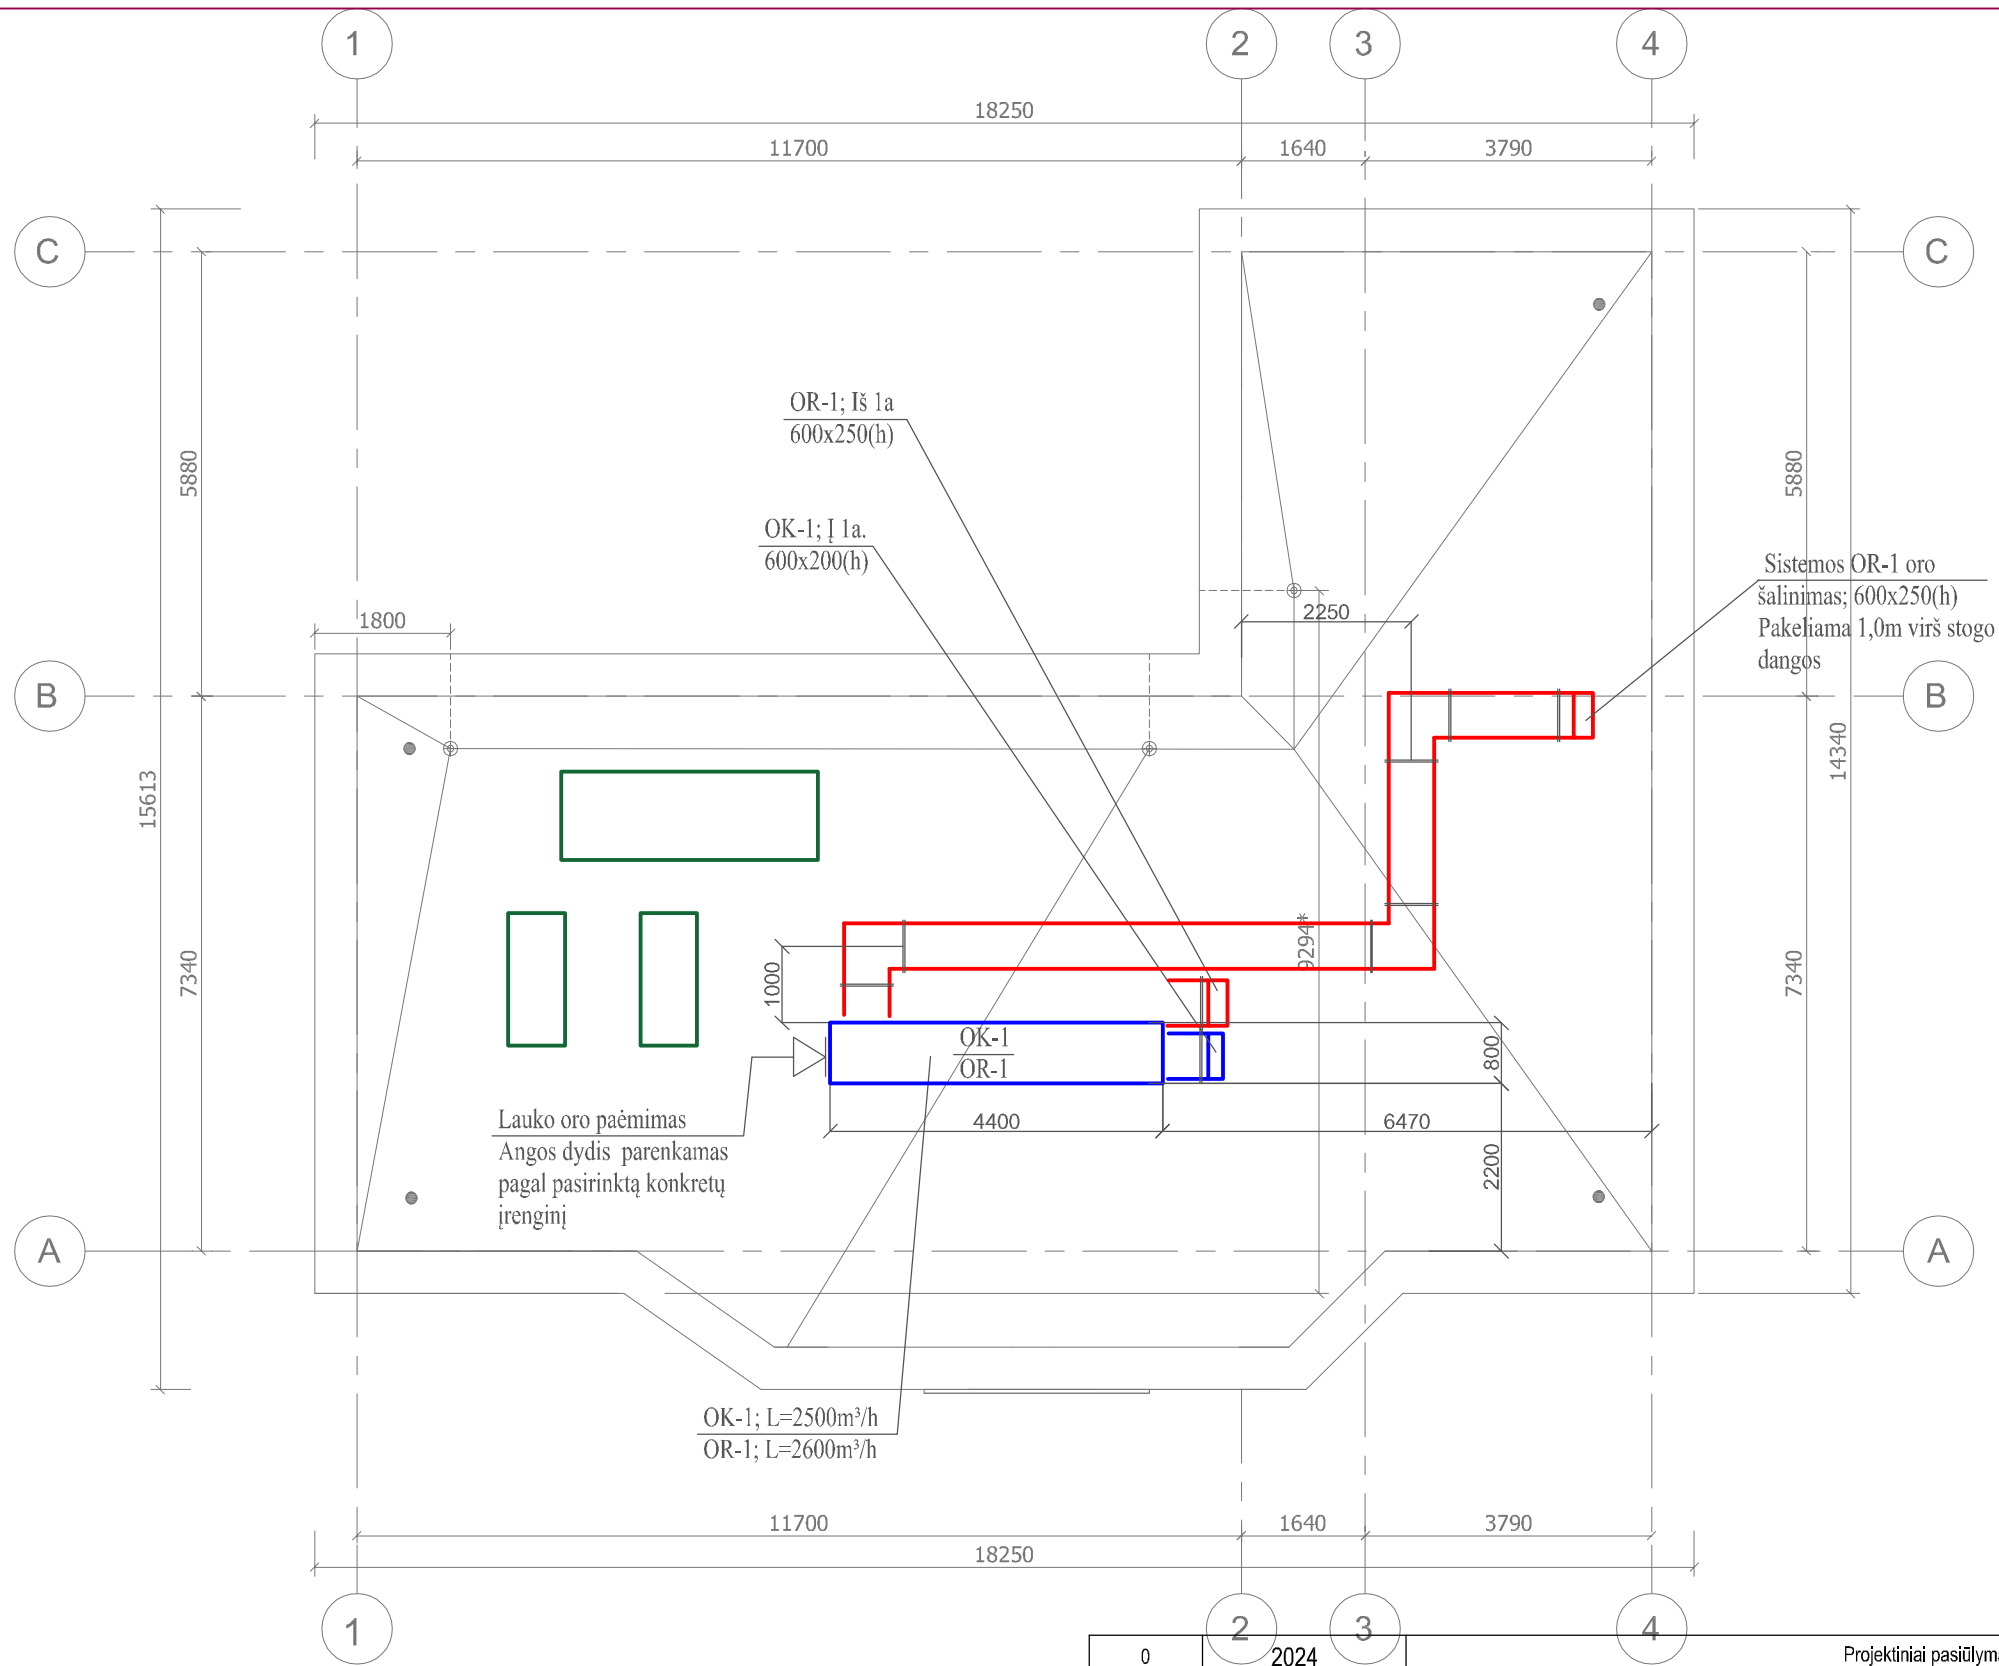 1
2
3
4
18250
11700
1640
3790
C
C
OR-1; Iš 1a
600x250(h)
5880
5880
OK-1; Į 1a.
600x200(h)
Sistemos OR-1 oro
šalinimas; 600x250(h)
Pakeliama 1,0m virš stogo
dangos
1800
2250
B
B
15613
14340
7340
1000
9294*
7340
OK-1
OR-1
800
Lauko oro paėmimas
Angos dydis parenkamas
pagal pasirinktą konkretų
įrenginį
4400
6470
2200
A
A
OK-1; L=2500m³/h
OR-1; L=2600m³/h
11700
1640
3790
18250
1
2
3
4
0
2024
Projektiniai